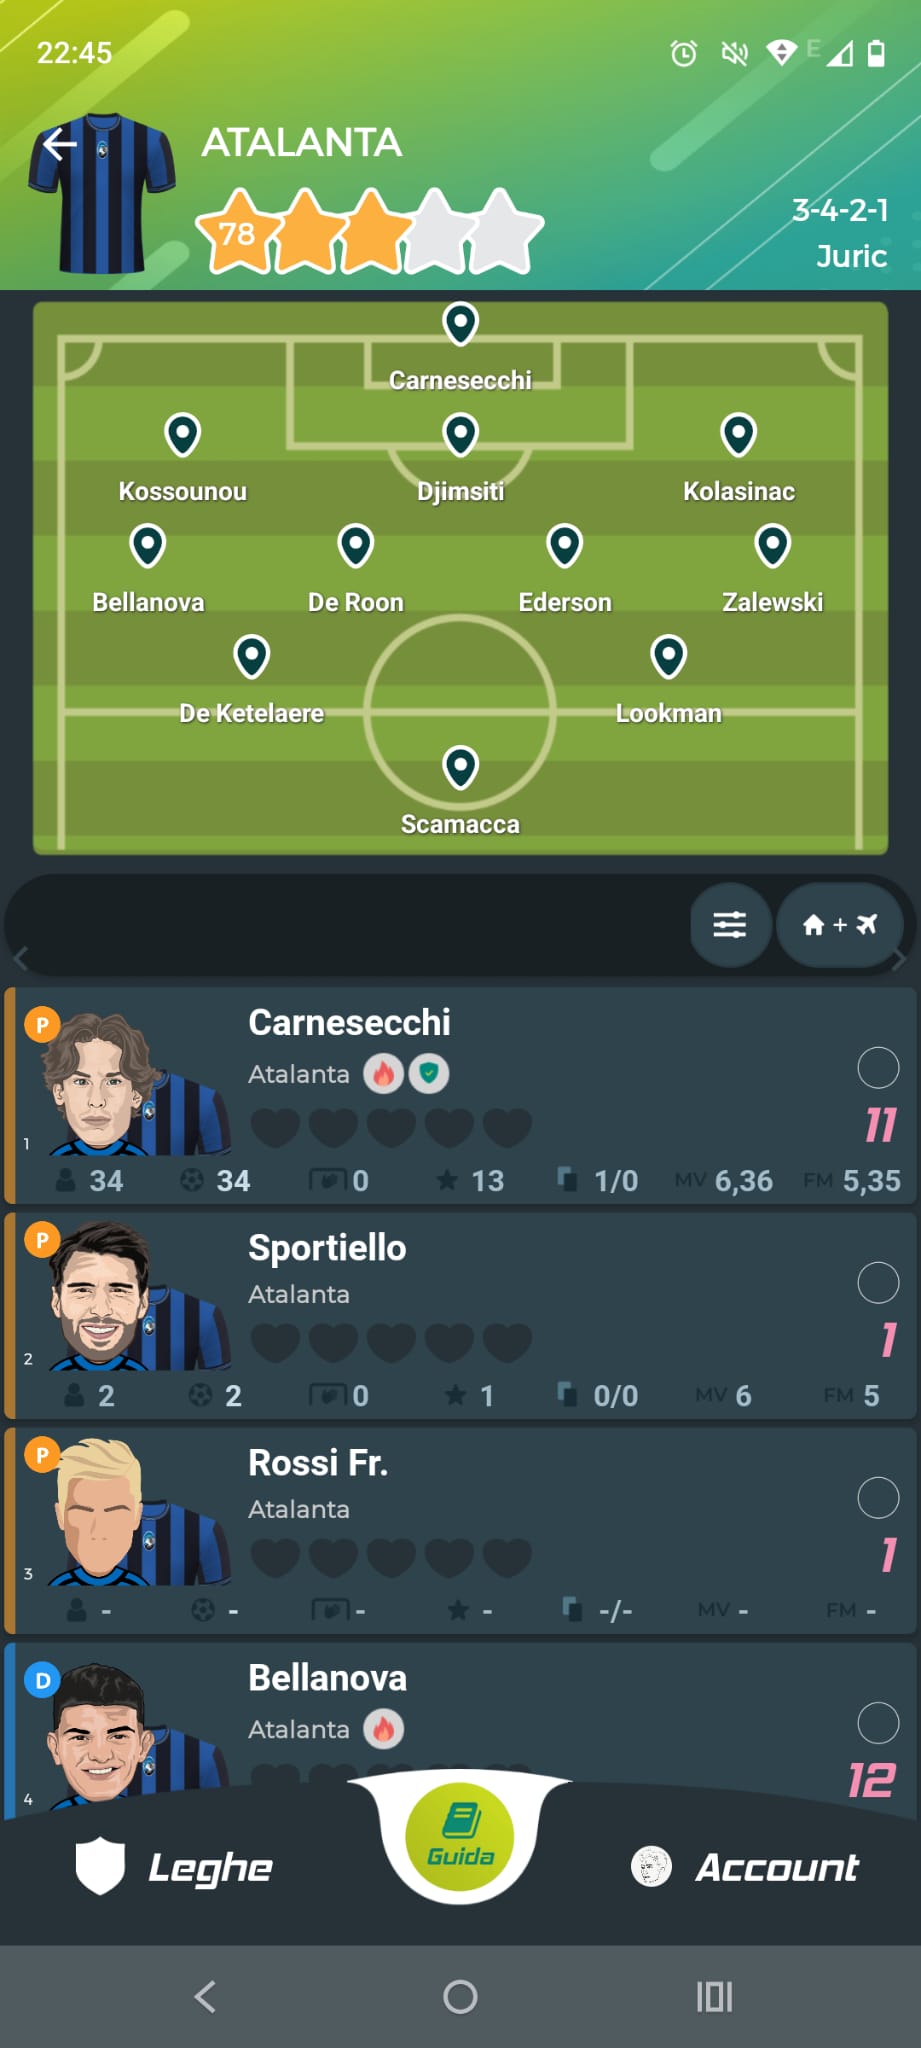 22:45
E
ATALANTA
78
3-4-2-1
Juric
Carnesecchi
Kossounou Djimsiti Kolasinac
Bellanova De Roon Ederson Zalewski
De Ketelaere Lookman
Scamacca
+
P
Carnesecchi
Atalanta
11
1
34 34 0 13 1/0 MV 6,36 FM 5,35
P
Sportiello
Atalanta
1
2
2 2 0 1 0/0 MV 6 FM 5
P
Rossi Fr.
Atalanta
1
3
- - - - -/- MV - FM -
D
Bellanova
Atalanta
12
4
Leghe Guida Account